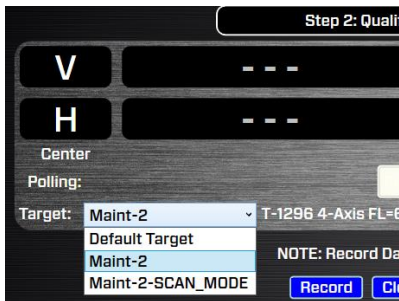 Step 2: Quali
V
- - -
H
- - -
Center
Polling:
Target: Maint-2 T-1296 4-Axis FL=6
Default Target
Maint-2 NOTE: Record Da
Maint-2-SCAN_MODE Record Cl